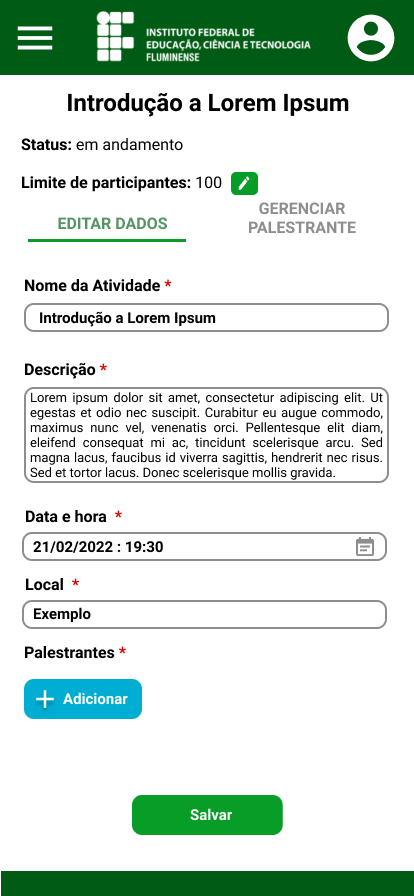 INSTITUTO FEDERAL DE
EDUCAÇÃO, CIÊNCIA E TECNOLOGIA
FLUMINENSE
Introdução a Lorem Ipsum
Status: em andamento
Limite de participantes: 100
EDITAR DADOS
GERENCIAR
PALESTRANTE
Nome da Atividade *
Introdução a Lorem Ipsum
Descrição *
Lorem ipsum dolor sit amet, consectetur adipiscing elit. Ut
egestas et odio nec suscipit. Curabitur eu augue commodo,
maximus nunc vel, venenatis orci. Pellentesque elit diam,
eleifend consequat mi ac, tincidunt scelerisque arcu. Sed
magna lacus, faucibus id viverra sagittis, hendrerit nec risus.
Sed et tortor lacus. Donec scelerisque mollis gravida.
Data e hora *
21/02/2022 : 19:30
Local *
Exemplo
Palestrantes *
+ Adicionar
Salvar